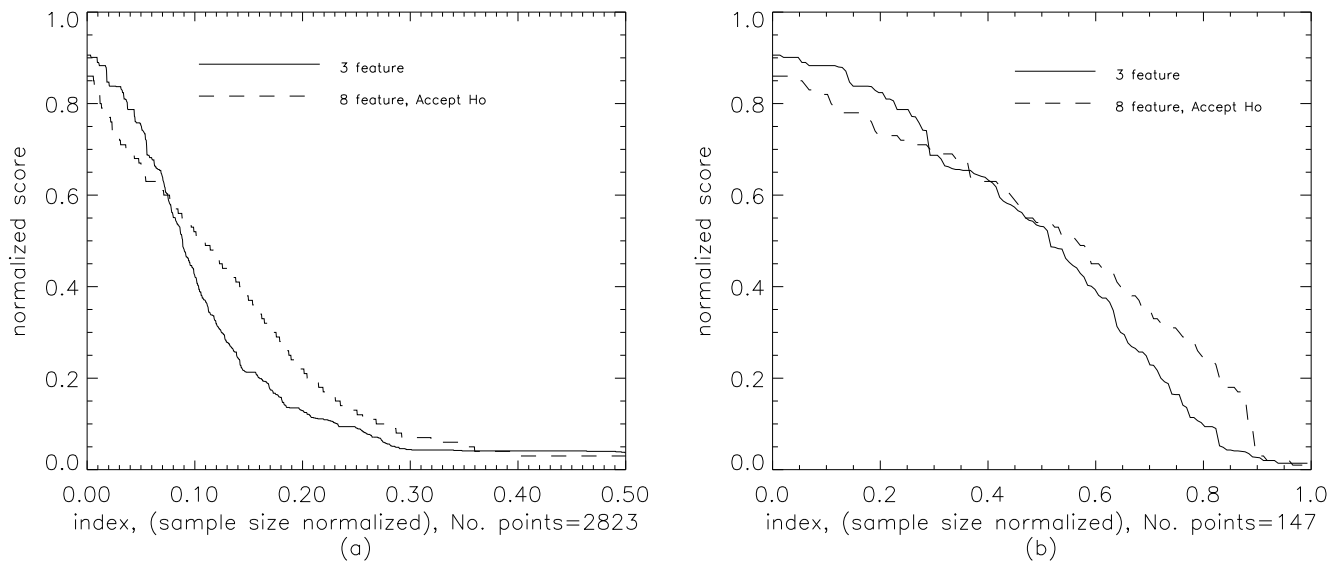 1.0
0.8
0.6
0.4
0.2
0.0
normalized score
3 feature
8 feature, Accept Ho
0.00 0.10 0.20 0.30 0.40 0.50
index, (sample size normalized), No. points=2823
(a)
1.0
0.8
0.6
0.4
0.2
0.0
normalized score
3 feature
8 feature, Accept Ho
0.0 0.2 0.4 0.6 0.8 1.0
index, (sample size normalized), No. points=147
(b)